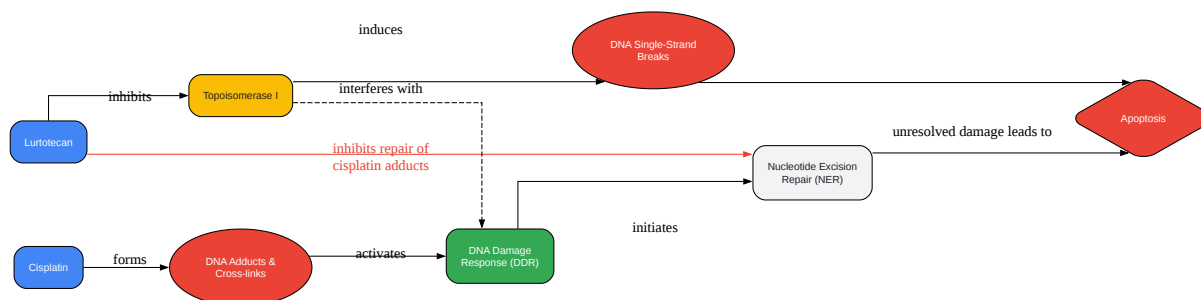 induces
DNA Single-Strand
Breaks
inhibits
Topoisomerase I
interferes with
Lurtotecan
inhibits repair of
cisplatin adducts
unresolved damage leads to
Apoptosis
Nucleotide Excision
Repair (NER)
initiates
Cisplatin
forms
DNA Adducts &
Cross-links
activates
DNA Damage
Response (DDR)